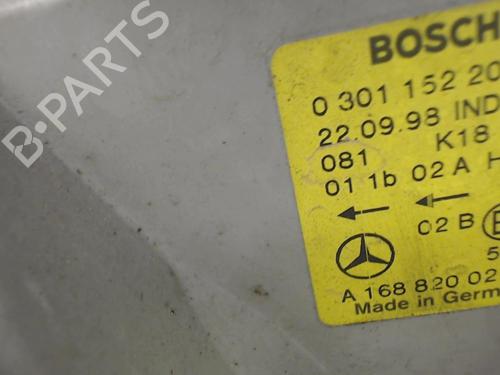 BOSCH
0 301 152 20
22.09.98 IND
081 K18
01 1b 02 A H
02 B
A 168 820 02
Made in Germ
B-PARTS